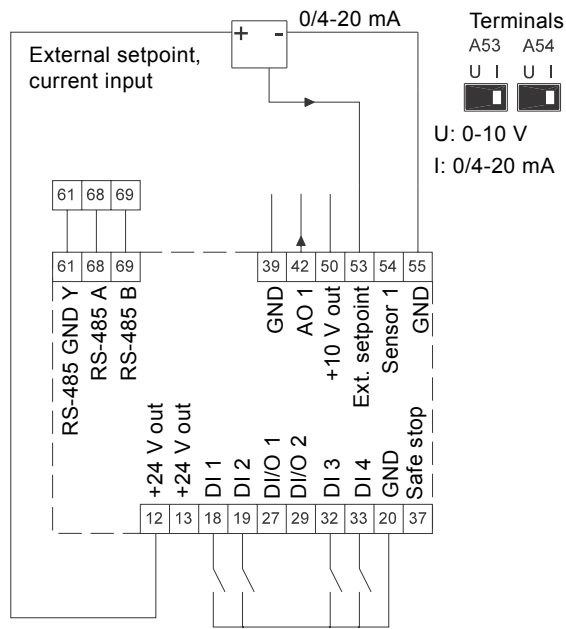 0/4-20 mA
+ -
External setpoint,
current input
Terminals
A53 A54
U I U I
U: 0-10 V
I: 0/4-20 mA
61 68 69
61 68 69
RS-485 GND Y
RS-485 A
RS-485 B
39 42 50 53 54 55
GND
AO 1
+10 V out
Ext. setpoint
Sensor 1
GND
+24 V out
+24 V out
DI 1
DI 2
DI/O 1
DI/O 2
DI 3
DI 4
GND
Safe stop
12 13 18 19 27 29 32 33 20 37